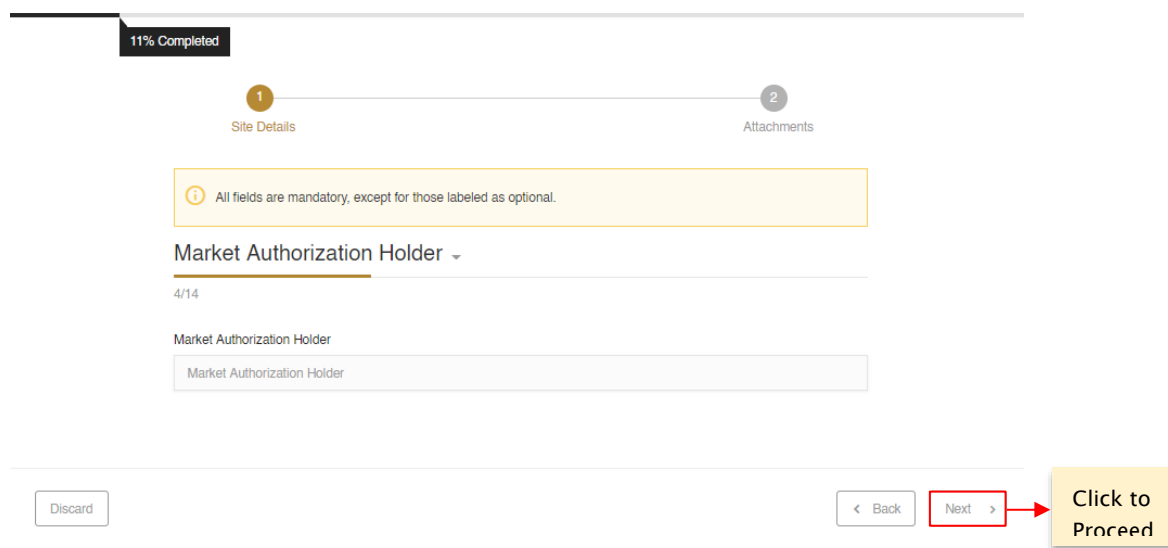 11% Completed
1
2
Site Details
Attachments
All fields are mandatory, except for those labeled as optional.
Market Authorization Holder
4/14
Market Authorization Holder
Market Authorization Holder
Discard
Back
Next
Click to
Proceed